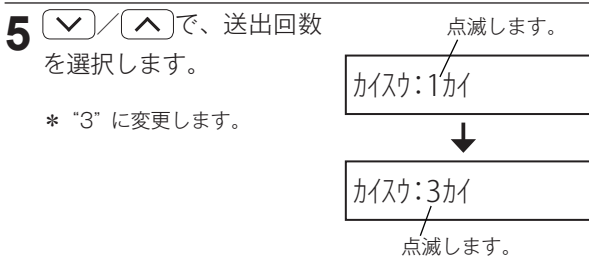 5 ∨/∧で、送出回数
を選択します。
* “3”に変更します。
点滅します。
ｶｲｽｳ:1ｶｲ
↓
ｶｲｽｳ:3ｶｲ
点滅します。